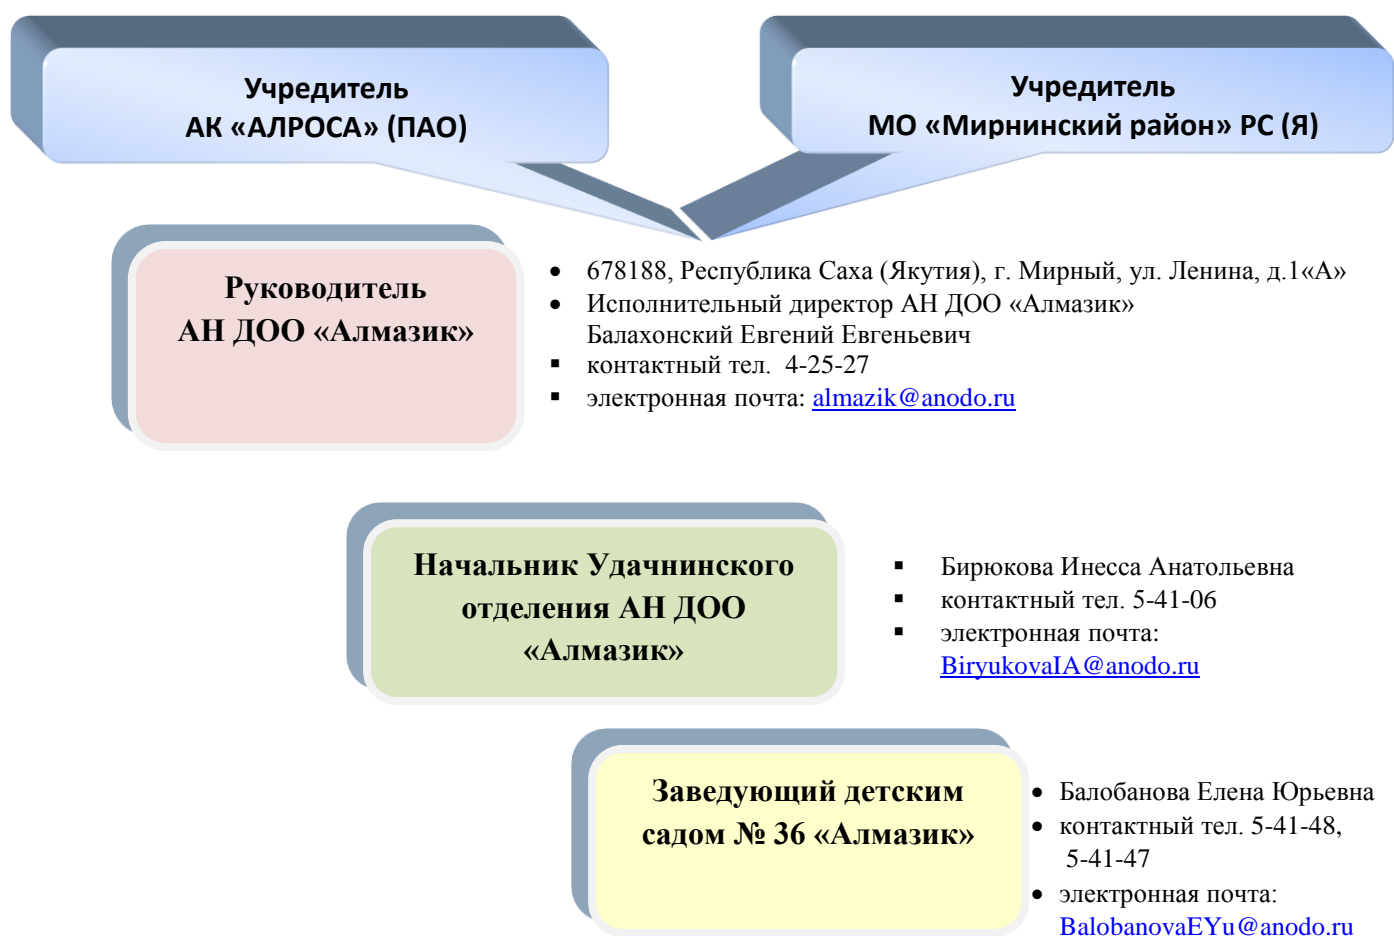 Учредитель
АК «АЛРОСА» (ПАО)
Учредитель
МО «Мирнинский район» РС (Я)
Руководитель
АН ДОО «Алмазик»
• 678188, Республика Саха (Якутия), г. Мирный, ул. Ленина, д.1«А»
• Исполнительный директор АН ДОО «Алмазик»
Балахонский Евгений Евгеньевич
▪ контактный тел. 4-25-27
▪ электронная почта: almazik@anodo.ru
Начальник Удачнинского
отделения АН ДОО
«Алмазик»
▪ Бирюкова Инесса Анатольевна
▪ контактный тел. 5-41-06
▪ электронная почта:
BiryukovaIA@anodo.ru
Заведующий детским
садом № 36 «Алмазик»
• Балобанова Елена Юрьевна
• контактный тел. 5-41-48,
5-41-47
• электронная почта:
BalobanovaEYu@anodo.ru